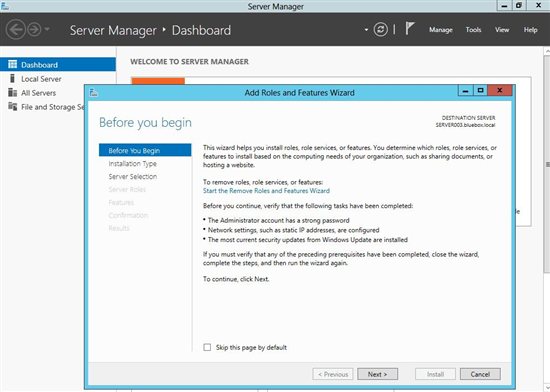 Server Manager
Server Manager • Dashboard
Manage Tools View Help
Dashboard
Local Server
All Servers
File and Storage Se
WELCOME TO SERVER MANAGER
Add Roles and Features Wizard
Before you begin
DESTINATION SERVER
SERVER003.bluebox.local
Before You Begin
Installation Type
Server Selection
Server Roles
Features
Confirmation
Results
This wizard helps you install roles, role services, or features. You determine which roles, role services, or
features to install based on the computing needs of your organization, such as sharing documents, or
hosting a website.
To remove roles, role services, or features:
Start the Remove Roles and Features Wizard
Before you continue, verify that the following tasks have been completed:
• The Administrator account has a strong password
• Network settings, such as static IP addresses, are configured
• The most current security updates from Windows Update are installed
If you must verify that any of the preceding prerequisites have been completed, close the wizard,
complete the steps, and then run the wizard again.
To continue, click Next.
Skip this page by default
< Previous Next > Install Cancel